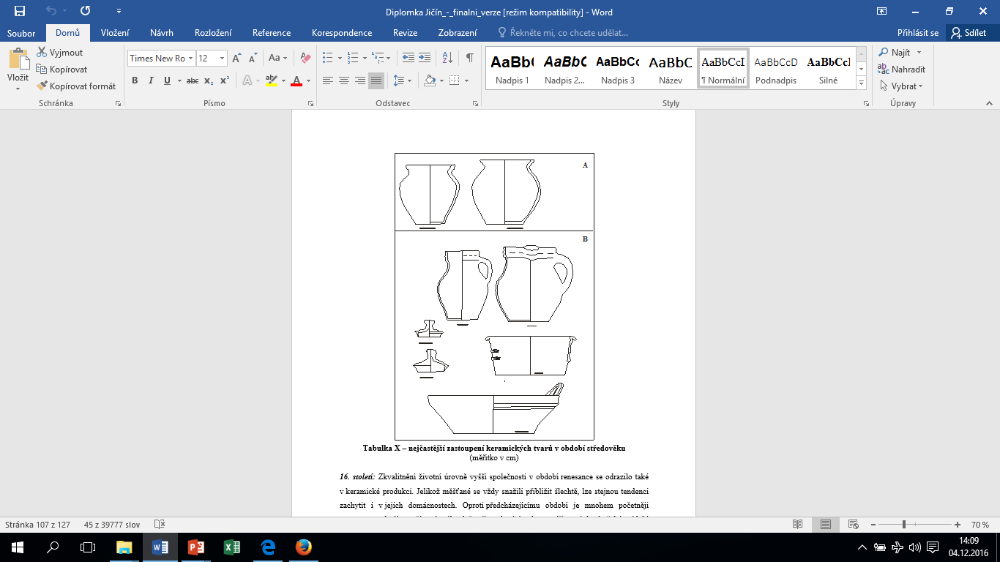 Diplomka Jičín_-_finalni_verze [režim kompatibility] - Word
Soubor Domů Vložení Návrh Rozložení Reference Korespondence Revize Zobrazení Řekněte mi, co chcete udělat... Přihlásit se Sdílet
Vložit
Vyjmout
Kopírovat
Kopírovat formát
Schránka
Times New Ro 12
Písmo
Odstavec
AaBb( AaBbC AaBbCc AaBbC AaBbCcI AaBbCcD AaBbCcI
Nadpis 1 Nadpis 2... Nadpis 3 Název ¶ Normální Podnadpis Silné
Styly
Najít
Nahradit
Vybrat
Úpravy
A
B
Tabulka X – nejčastější zastoupení keramických tvarů v období středověku
(měřítko v cm)
16. století: Zkvalitnění životní úrovně vyšší společnosti v období renesance se odrazilo také
v keramické produkci. Jelikož měšťané se vždy snažili přiblížit šlechtě, lze stejnou tendenci
zachytit i v jejich domácnostech. Oproti předcházejícímu období je mnohem početněji
Stránka 107 z 127 45 z 39777 slov 70 %
14:09
04.12.2016